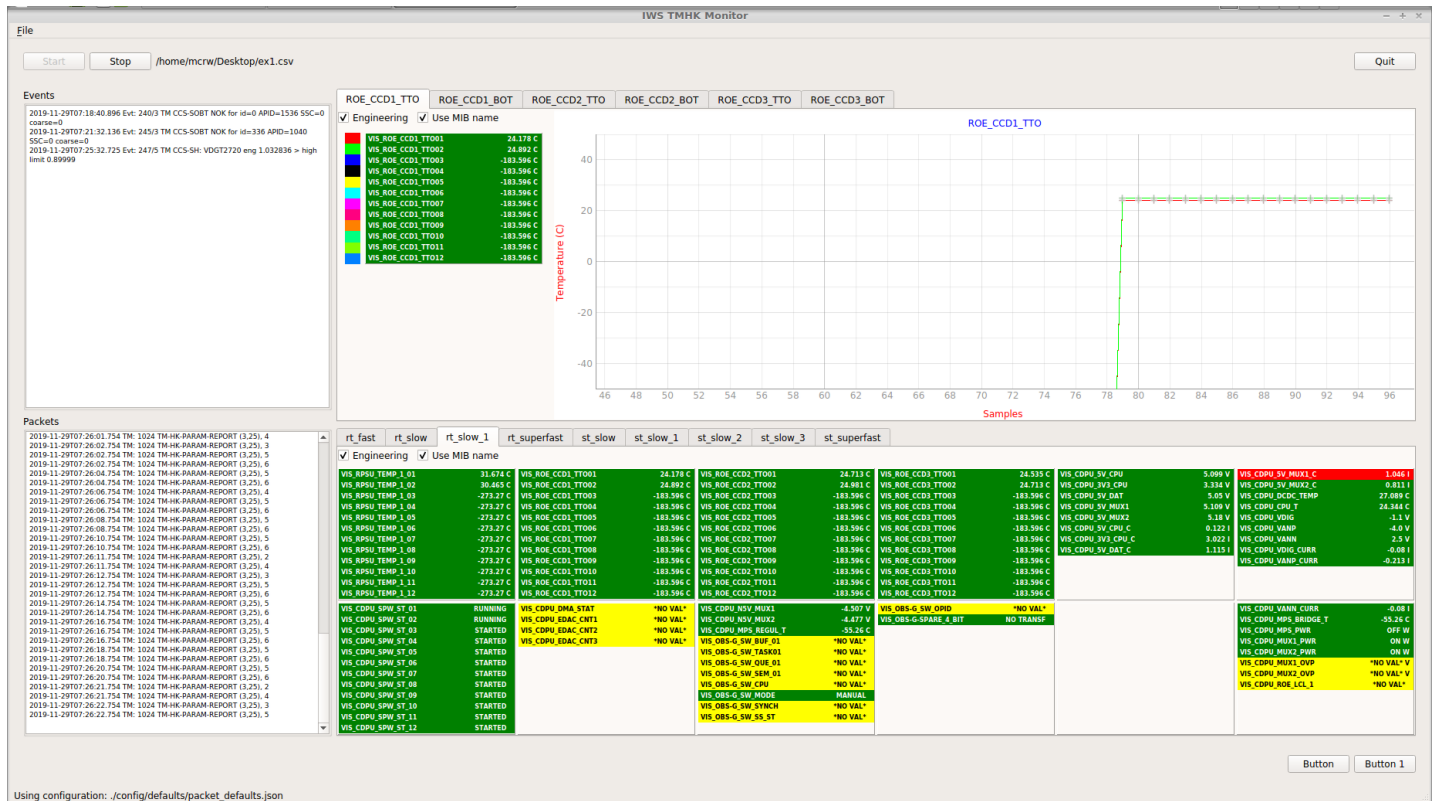 IWS TMHK Monitor
File
Start Stop /home/mcrw/Desktop/ex1.csv Quit
Events
2019-11-29T07:18:40.896 Evt: 240/3 TM CCS-SOBT NOK for id=0 APID=1536 SSC=0
coarse=0
2019-11-29T07:21:32.136 Evt: 245/3 TM CCS-SOBT NOK for id=336 APID=1040
SSC=0 coarse=0
2019-11-29T07:25:32.725 Evt: 247/5 TM CCS-SH: VDGT2720 eng 1.032836 > high
limit 0.89999
ROE_CCD1_TTO ROE_CCD1_BOT ROE_CCD2_TTO ROE_CCD2_BOT ROE_CCD3_TTO ROE_CCD3_BOT
Engineering Use MIB name
VIS_ROE_CCD1_TTO01 24.178 C
VIS_ROE_CCD1_TTO02 24.892 C
VIS_ROE_CCD1_TTO03 -183.596 C
VIS_ROE_CCD1_TTO04 -183.596 C
VIS_ROE_CCD1_TTO05 -183.596 C
VIS_ROE_CCD1_TTO06 -183.596 C
VIS_ROE_CCD1_TTO07 -183.596 C
VIS_ROE_CCD1_TTO08 -183.596 C
VIS_ROE_CCD1_TTO09 -183.596 C
VIS_ROE_CCD1_TTO10 -183.596 C
VIS_ROE_CCD1_TTO11 -183.596 C
VIS_ROE_CCD1_TTO12 -183.596 C
ROE_CCD1_TTO
Temperature (C)
40
20
0
-20
-40
46 48 50 52 54 56 58 60 62 64 66 68 70 72 74 76 78 80 82 84 86 88 90 92 94 96
Samples
Packets
2019-11-29T07:26:01.754 TM: 1024 TM-HK-PARAM-REPORT (3,25), 4
2019-11-29T07:26:02.754 TM: 1024 TM-HK-PARAM-REPORT (3,25), 3
2019-11-29T07:26:02.754 TM: 1024 TM-HK-PARAM-REPORT (3,25), 5
2019-11-29T07:26:02.754 TM: 1024 TM-HK-PARAM-REPORT (3,25), 6
2019-11-29T07:26:04.754 TM: 1024 TM-HK-PARAM-REPORT (3,25), 5
2019-11-29T07:26:04.754 TM: 1024 TM-HK-PARAM-REPORT (3,25), 6
2019-11-29T07:26:06.754 TM: 1024 TM-HK-PARAM-REPORT (3,25), 4
2019-11-29T07:26:06.754 TM: 1024 TM-HK-PARAM-REPORT (3,25), 5
2019-11-29T07:26:06.754 TM: 1024 TM-HK-PARAM-REPORT (3,25), 6
2019-11-29T07:26:08.754 TM: 1024 TM-HK-PARAM-REPORT (3,25), 5
2019-11-29T07:26:08.754 TM: 1024 TM-HK-PARAM-REPORT (3,25), 6
2019-11-29T07:26:10.754 TM: 1024 TM-HK-PARAM-REPORT (3,25), 5
2019-11-29T07:26:10.754 TM: 1024 TM-HK-PARAM-REPORT (3,25), 6
2019-11-29T07:26:11.754 TM: 1024 TM-HK-PARAM-REPORT (3,25), 2
2019-11-29T07:26:11.754 TM: 1024 TM-HK-PARAM-REPORT (3,25), 4
2019-11-29T07:26:12.754 TM: 1024 TM-HK-PARAM-REPORT (3,25), 3
2019-11-29T07:26:12.754 TM: 1024 TM-HK-PARAM-REPORT (3,25), 5
2019-11-29T07:26:12.754 TM: 1024 TM-HK-PARAM-REPORT (3,25), 6
2019-11-29T07:26:14.754 TM: 1024 TM-HK-PARAM-REPORT (3,25), 5
2019-11-29T07:26:14.754 TM: 1024 TM-HK-PARAM-REPORT (3,25), 6
2019-11-29T07:26:16.754 TM: 1024 TM-HK-PARAM-REPORT (3,25), 4
2019-11-29T07:26:16.754 TM: 1024 TM-HK-PARAM-REPORT (3,25), 5
2019-11-29T07:26:16.754 TM: 1024 TM-HK-PARAM-REPORT (3,25), 6
2019-11-29T07:26:18.754 TM: 1024 TM-HK-PARAM-REPORT (3,25), 5
2019-11-29T07:26:18.754 TM: 1024 TM-HK-PARAM-REPORT (3,25), 6
2019-11-29T07:26:20.754 TM: 1024 TM-HK-PARAM-REPORT (3,25), 5
2019-11-29T07:26:20.754 TM: 1024 TM-HK-PARAM-REPORT (3,25), 6
2019-11-29T07:26:21.754 TM: 1024 TM-HK-PARAM-REPORT (3,25), 2
2019-11-29T07:26:21.754 TM: 1024 TM-HK-PARAM-REPORT (3,25), 4
2019-11-29T07:26:22.754 TM: 1024 TM-HK-PARAM-REPORT (3,25), 3
2019-11-29T07:26:22.754 TM: 1024 TM-HK-PARAM-REPORT (3,25), 5
rt_fast rt_slow rt_slow_1 rt_superfast st_slow st_slow_1 st_slow_2 st_slow_3 st_superfast
Engineering Use MIB name
VIS_RPSU_TEMP_1_01 31.674 C VIS_ROE_CCD1_TTO01 24.178 C VIS_ROE_CCD2_TTO01 24.713 C VIS_ROE_CCD3_TTO01 24.535 C VIS_CDPU_5V_CPU 5.099 V VIS_CDPU_5V_MUX1_C 1.046 I
VIS_RPSU_TEMP_1_02 30.465 C VIS_ROE_CCD1_TTO02 24.892 C VIS_ROE_CCD2_TTO02 24.981 C VIS_ROE_CCD3_TTO02 24.713 C VIS_CDPU_3V3_CPU 3.334 V VIS_CDPU_5V_MUX2_C 0.811 I
VIS_RPSU_TEMP_1_03 -273.27 C VIS_ROE_CCD1_TTO03 -183.596 C VIS_ROE_CCD2_TTO03 -183.596 C VIS_ROE_CCD3_TTO03 -183.596 C VIS_CDPU_5V_DAT 5.05 V VIS_CDPU_DCDC_TEMP 27.089 C
VIS_RPSU_TEMP_1_04 -273.27 C VIS_ROE_CCD1_TTO04 -183.596 C VIS_ROE_CCD2_TTO04 -183.596 C VIS_ROE_CCD3_TTO04 -183.596 C VIS_CDPU_5V_MUX1 5.109 V VIS_CDPU_CPU_T 24.344 C
VIS_RPSU_TEMP_1_05 -273.27 C VIS_ROE_CCD1_TTO05 -183.596 C VIS_ROE_CCD2_TTO05 -183.596 C VIS_ROE_CCD3_TTO05 -183.596 C VIS_CDPU_5V_MUX2 5.18 V VIS_CDPU_VDIG -1.1 V
VIS_RPSU_TEMP_1_06 -273.27 C VIS_ROE_CCD1_TTO06 -183.596 C VIS_ROE_CCD2_TTO06 -183.596 C VIS_ROE_CCD3_TTO06 -183.596 C VIS_CDPU_5V_CPU_C 0.122 I VIS_CDPU_VANP -4.0 V
VIS_RPSU_TEMP_1_07 -273.27 C VIS_ROE_CCD1_TTO07 -183.596 C VIS_ROE_CCD2_TTO07 -183.596 C VIS_ROE_CCD3_TTO07 -183.596 C VIS_CDPU_3V3_CPU_C 3.022 I VIS_CDPU_VANN 2.5 V
VIS_RPSU_TEMP_1_08 -273.27 C VIS_ROE_CCD1_TTO08 -183.596 C VIS_ROE_CCD2_TTO08 -183.596 C VIS_ROE_CCD3_TTO08 -183.596 C VIS_CDPU_5V_DAT_C 1.115 I VIS_CDPU_VDIG_CURR -0.08 I
VIS_RPSU_TEMP_1_09 -273.27 C VIS_ROE_CCD1_TTO09 -183.596 C VIS_ROE_CCD2_TTO09 -183.596 C VIS_ROE_CCD3_TTO09 -183.596 C VIS_CDPU_VANP_CURR -0.213 I
VIS_RPSU_TEMP_1_10 -273.27 C VIS_ROE_CCD1_TTO10 -183.596 C VIS_ROE_CCD2_TTO10 -183.596 C VIS_ROE_CCD3_TTO10 -183.596 C
VIS_RPSU_TEMP_1_11 -273.27 C VIS_ROE_CCD1_TTO11 -183.596 C VIS_ROE_CCD2_TTO11 -183.596 C VIS_ROE_CCD3_TTO11 -183.596 C
VIS_RPSU_TEMP_1_12 -273.27 C VIS_ROE_CCD1_TTO12 -183.596 C VIS_ROE_CCD2_TTO12 -183.596 C VIS_ROE_CCD3_TTO12 -183.596 C
VIS_CDPU_SPW_ST_01 RUNNING VIS_CDPU_DMA_STAT *NO VAL* VIS_CDPU_N5V_MUX1 -4.507 V VIS_OBS-G_SW_OPID *NO VAL* VIS_CDPU_VANN_CURR -0.08 I
VIS_CDPU_SPW_ST_02 RUNNING VIS_CDPU_EDAC_CNT1 *NO VAL* VIS_CDPU_N5V_MUX2 -4.477 V VIS_OBS-G-SPARE_4_BIT NO TRANSF VIS_CDPU_MPS_BRIDGE_T -55.26 C
VIS_CDPU_SPW_ST_03 STARTED VIS_CDPU_EDAC_CNT2 *NO VAL* VIS_CDPU_MPS_REGUL_T -55.26 C VIS_CDPU_MPS_PWR OFF W
VIS_CDPU_SPW_ST_04 STARTED VIS_CDPU_EDAC_CNT3 *NO VAL* VIS_OBS-G_SW_BUF_01 *NO VAL* VIS_CDPU_MUX1_PWR ON W
VIS_CDPU_SPW_ST_05 STARTED VIS_OBS-G_SW_TASK01 *NO VAL* VIS_CDPU_MUX2_PWR ON W
VIS_CDPU_SPW_ST_06 STARTED VIS_OBS-G_SW_QUE_01 *NO VAL* VIS_CDPU_MUX1_OVP *NO VAL* V
VIS_CDPU_SPW_ST_07 STARTED VIS_OBS-G_SW_SEM_01 *NO VAL* VIS_CDPU_MUX2_OVP *NO VAL* V
VIS_CDPU_SPW_ST_08 STARTED VIS_OBS-G_SW_CPU *NO VAL* VIS_CDPU_ROE_LCL_1 *NO VAL*
VIS_CDPU_SPW_ST_09 STARTED VIS_OBS-G_SW_MODE MANUAL
VIS_CDPU_SPW_ST_10 STARTED VIS_OBS-G_SW_SYNCH *NO VAL*
VIS_CDPU_SPW_ST_11 STARTED VIS_OBS-G_SW_SS_ST *NO VAL*
VIS_CDPU_SPW_ST_12 STARTED
Button Button 1
Using configuration: ./config/defaults/packet_defaults.json